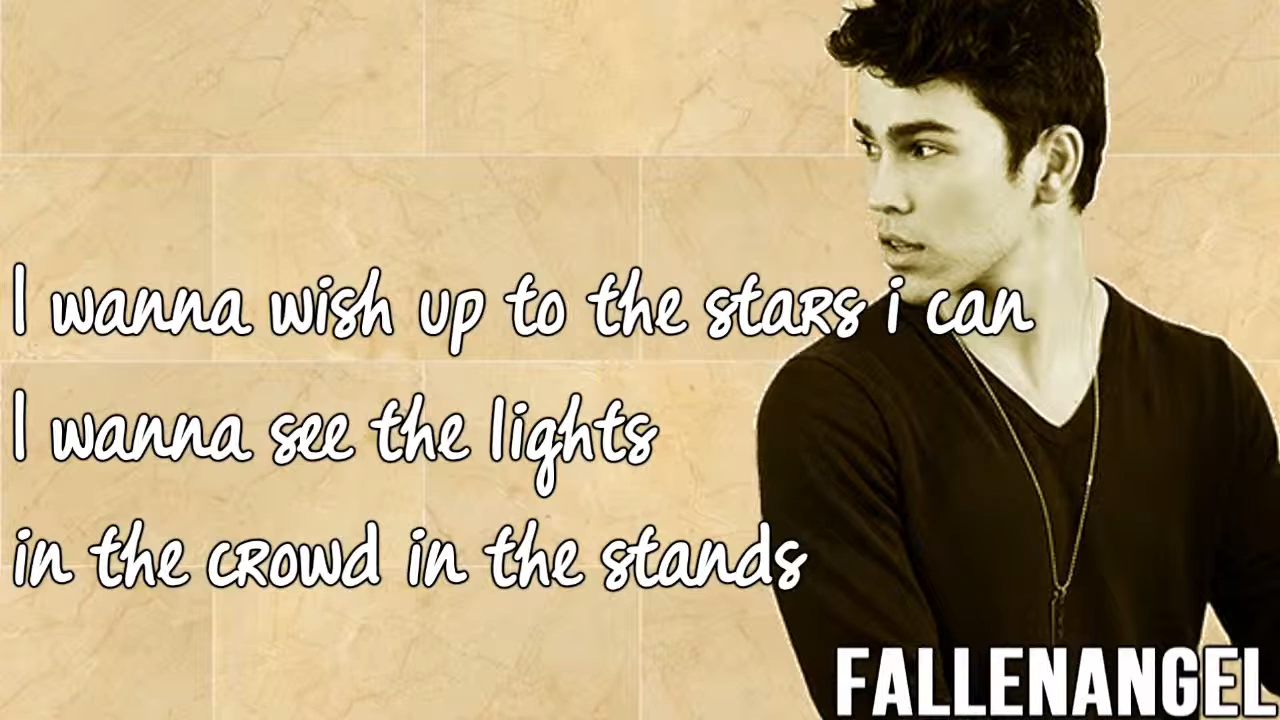 I wanna wish up to the stars i can
I wanna see the lights
in the crowd in the stands
FALLENANGEL